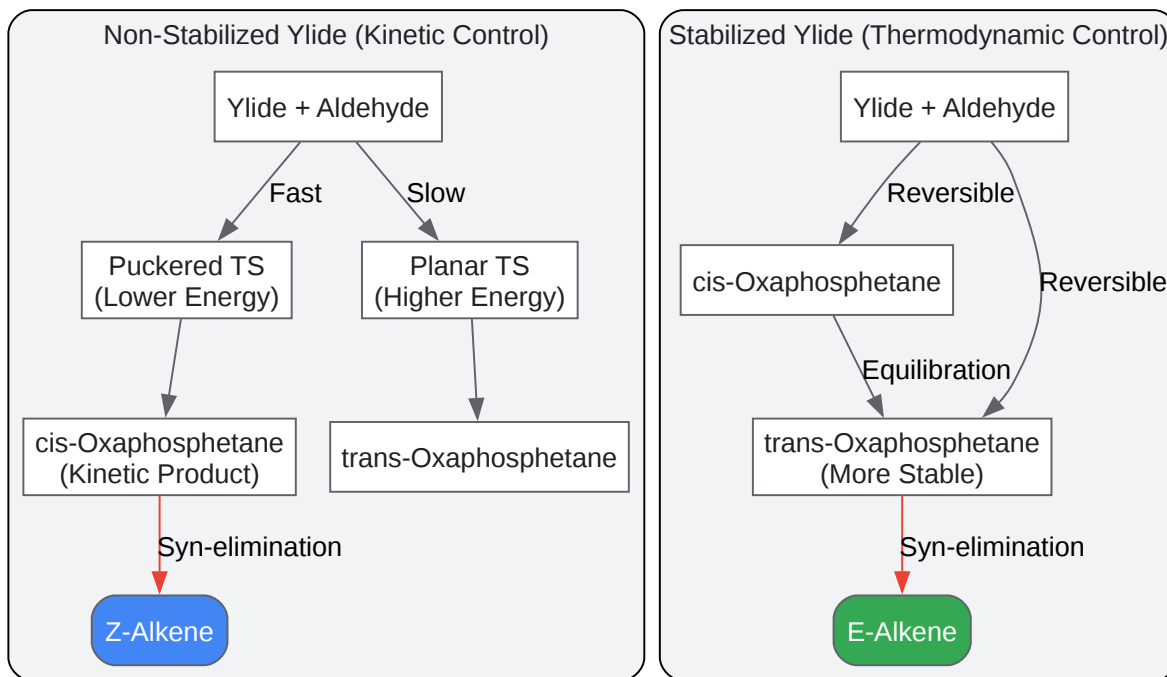 Non-Stabilized Ylide (Kinetic Control)
Ylide + Aldehyde
Fast
Slow
Puckered TS
(Lower Energy)
Planar TS
(Higher Energy)
cis-Oxaphosphetane
(Kinetic Product)
trans-Oxaphosphetane
Syn-elimination
Z-Alkene
Stabilized Ylide (Thermodynamic Control)
Ylide + Aldehyde
Reversible
cis-Oxaphosphetane
Reversible
Equilibration
trans-Oxaphosphetane
(More Stable)
Syn-elimination
E-Alkene